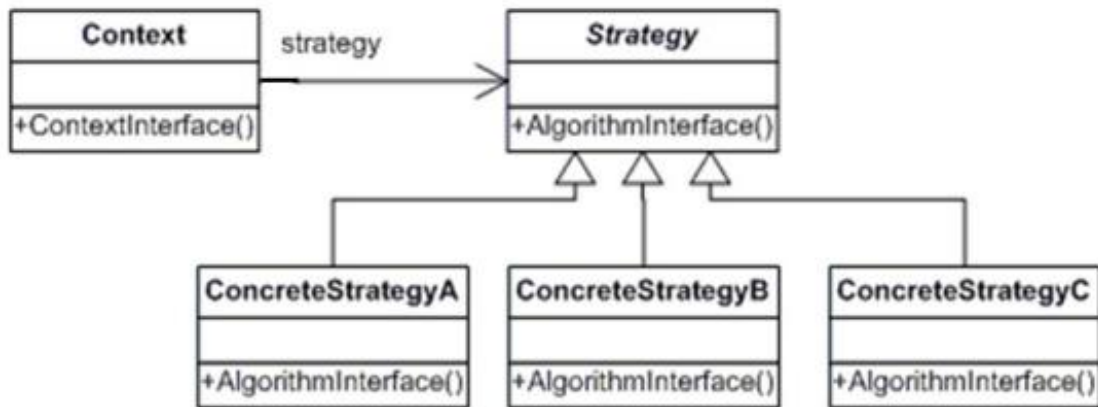 Context
strategy
Strategy
+ContextInterface()
+AlgorithmInterface()
ConcreteStrategyA
ConcreteStrategyB
ConcreteStrategyC
+AlgorithmInterface()
+AlgorithmInterface()
+AlgorithmInterface()